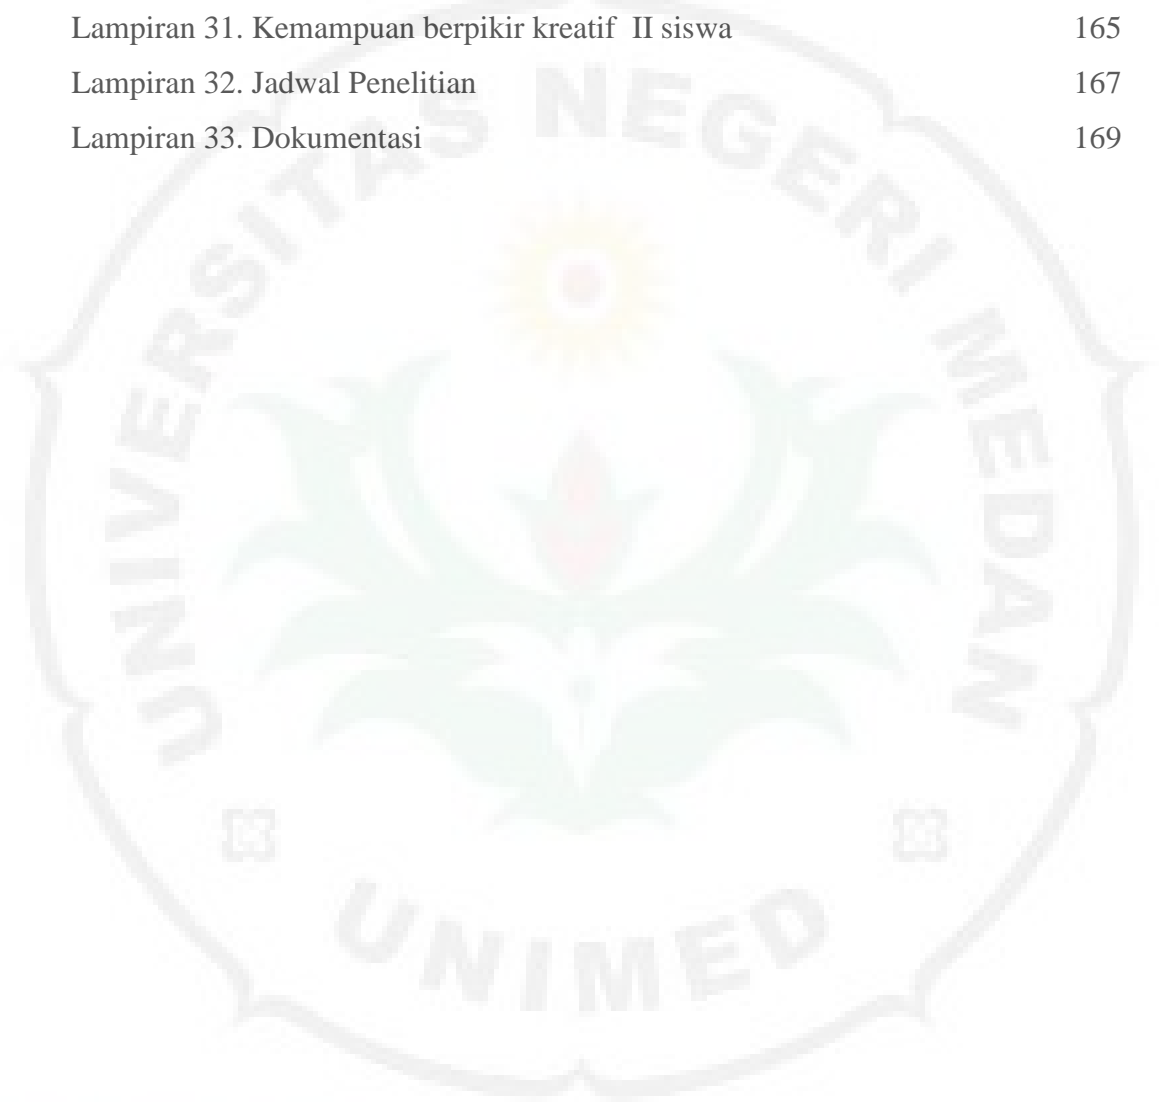 Lampiran 31. Kemampuan berpikir kreatif  II siswa 165
Lampiran 32. Jadwal Penelitian 167
Lampiran 33. Dokumentasi 169
UNIVERSITAS NEGERI MEDAN
UNIMED